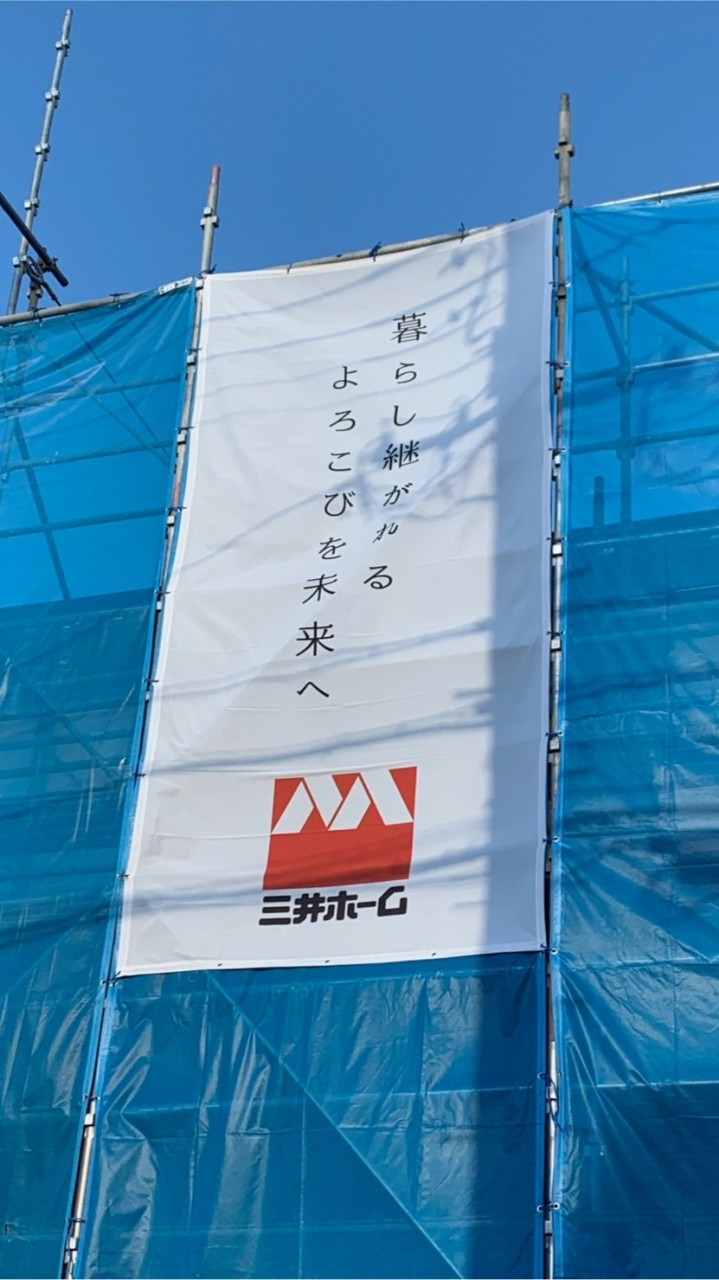 暮らし継がれる
よろこびを未来へ
三井ホーム